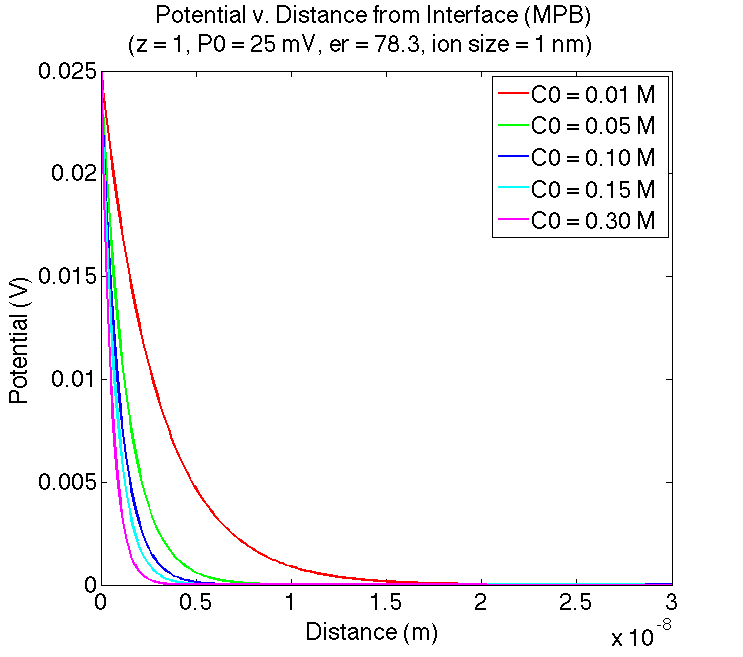 Potential v. Distance from Interface (MPB)
(z = 1, P0 = 25 mV, er = 78.3, ion size = 1 nm)
0.025
0.02
0.015
0.01
0.005
0
Potential (V)
C0 = 0.01 M
C0 = 0.05 M
C0 = 0.10 M
C0 = 0.15 M
C0 = 0.30 M
0 0.5 1 1.5 2 2.5 3
Distance (m)
x 10^-8